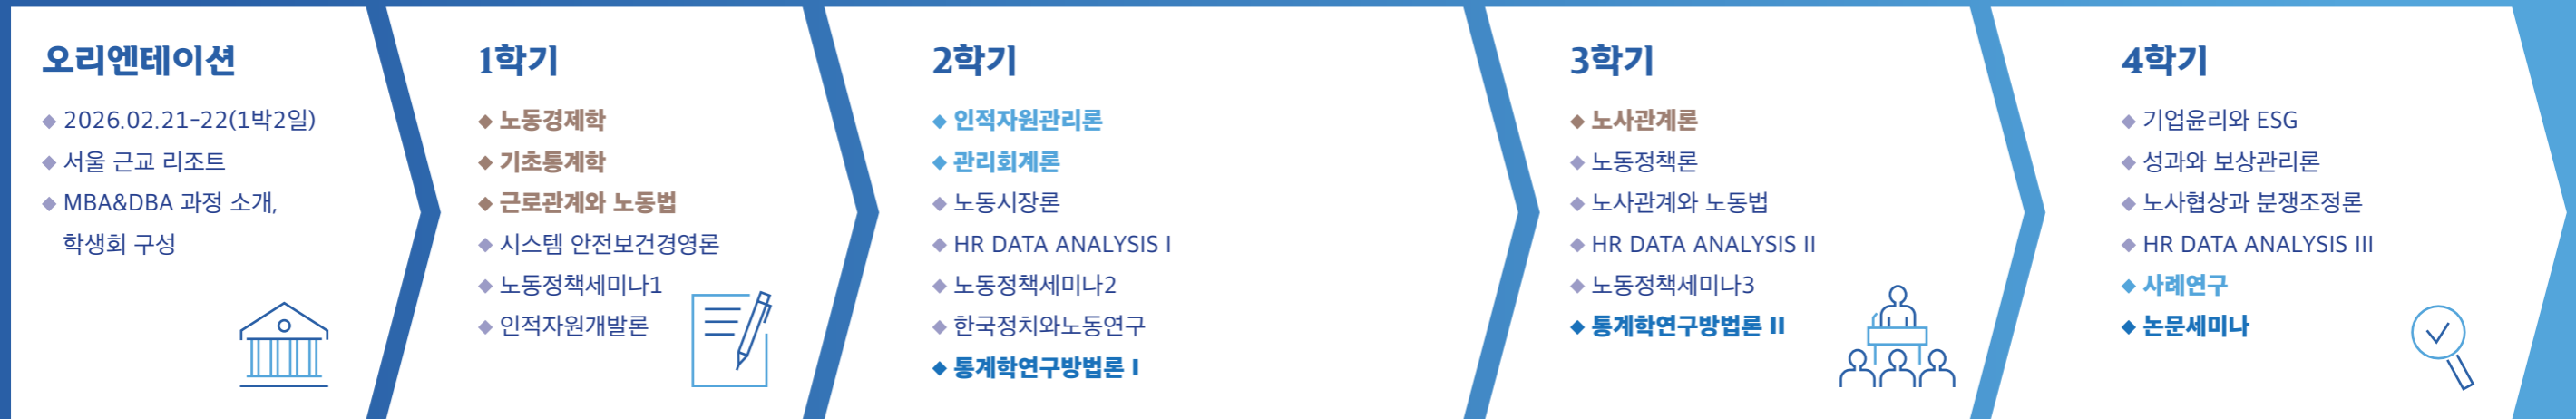 오리엔테이션
◆ 2026.02.21-22(1박2일)
◆ 서울 근교 리조트
◆ MBA&DBA 과정 소개,
학생회 구성
1학기
◆ 노동경제학
◆ 기초통계학
◆ 근로관계와 노동법
◆ 시스템 안전보건경영론
◆ 노동정책세미나1
◆ 인적자원개발론
2학기
◆ 인적자원관리론
◆ 관리회계론
◆ 노동시장론
◆ HR DATA ANALYSIS I
◆ 노동정책세미나2
◆ 한국정치와노동연구
◆ 통계학연구방법론 I
3학기
◆ 노사관계론
◆ 노동정책론
◆ 노사관계와 노동법
◆ HR DATA ANALYSIS II
◆ 노동정책세미나3
◆ 통계학연구방법론 II
4학기
◆ 기업윤리와 ESG
◆ 성과와 보상관리론
◆ 노사협상과 분쟁조정론
◆ HR DATA ANALYSIS III
◆ 사례연구
◆ 논문세미나